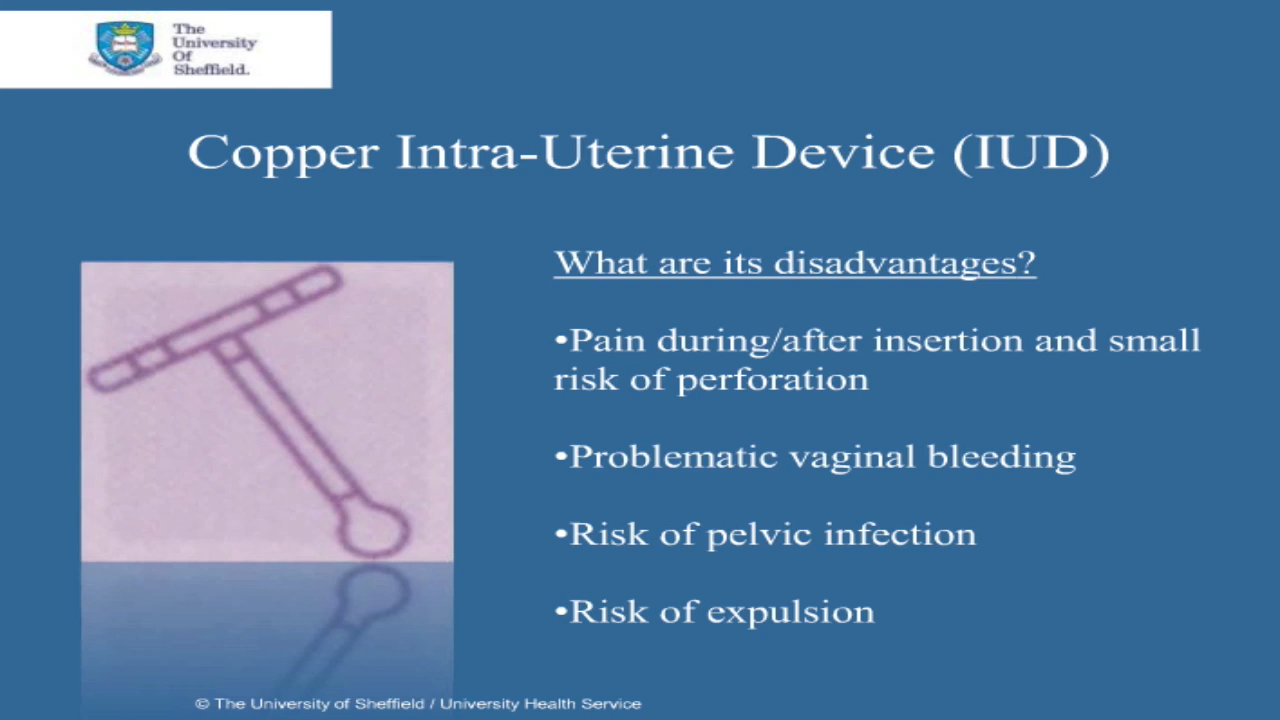 The
University
Of
Sheffield.
Copper Intra-Uterine Device (IUD)
What are its disadvantages?
•Pain during/after insertion and small
risk of perforation
•Problematic vaginal bleeding
•Risk of pelvic infection
•Risk of expulsion
© The University of Sheffield / University Health Service